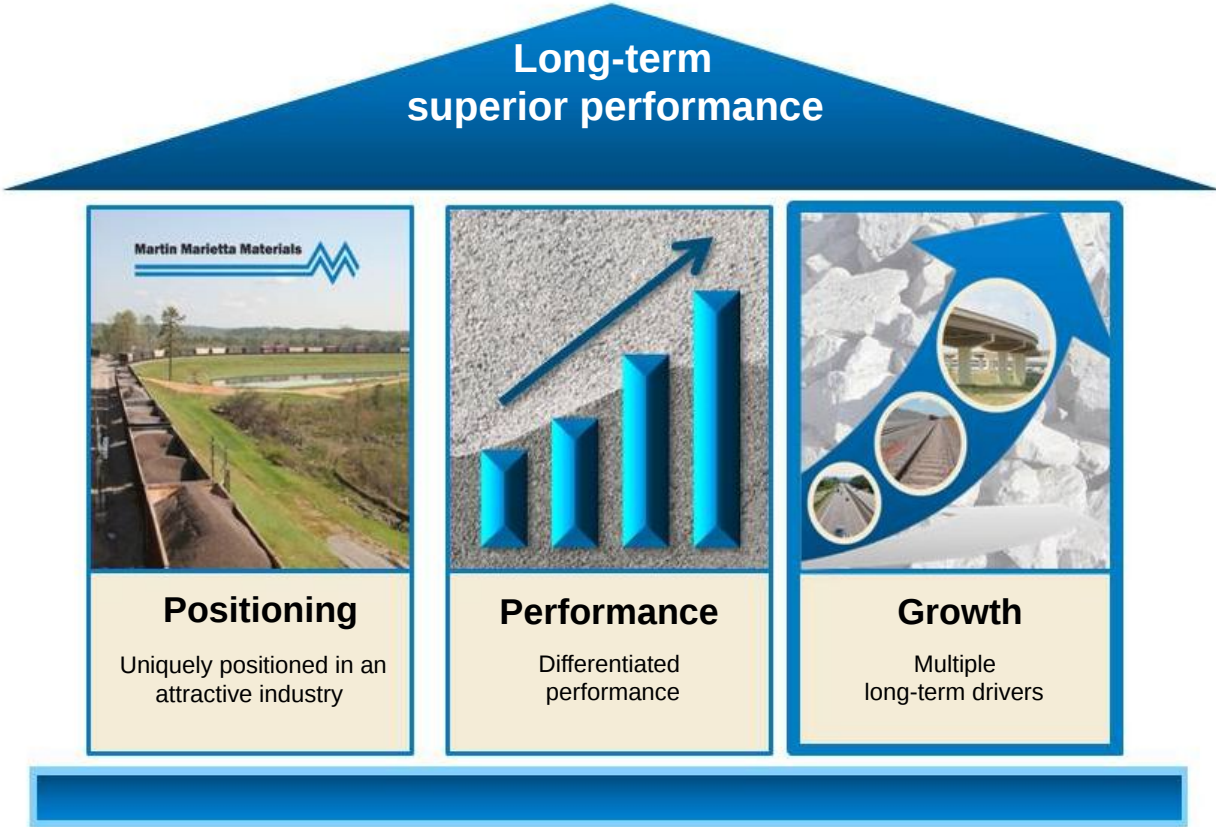 Long-term
superior performance
Martin Marietta Materials
Positioning
Uniquely positioned in an
attractive industry
Performance
Differentiated
performance
Growth
Multiple
long-term drivers